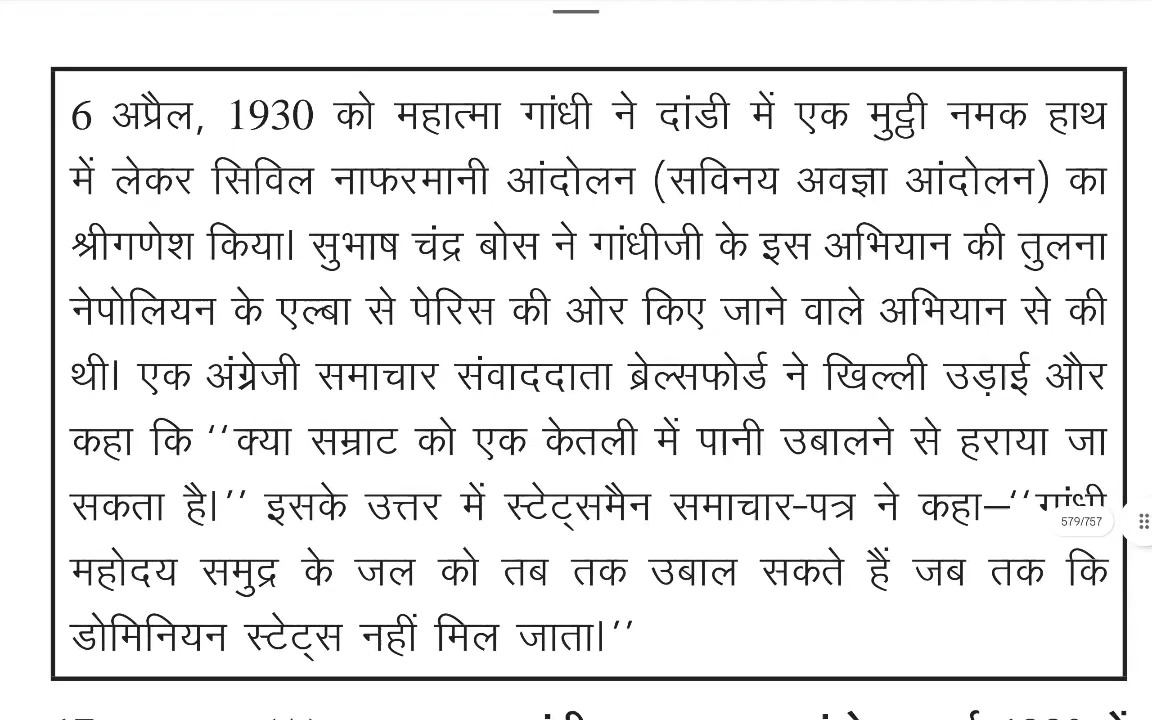 6 अप्रैल, 1930 को महात्मा गांधी ने दांडी में एक मुट्ठी नमक हाथ
में लेकर सिविल नाफरमानी आंदोलन (सविनय अवज्ञा आंदोलन) का
श्रीगणेश किया। सुभाष चंद्र बोस ने गांधीजी के इस अभियान की तुलना
नेपोलियन के एल्बा से पेरिस की ओर किए जाने वाले अभियान से की
थी। एक अंग्रेजी समाचार संवाददाता ब्रेल्सफोर्ड ने खिल्ली उड़ाई और
कहा कि ‘‘क्या सम्राट को एक केतली में पानी उबालने से हराया जा
सकता है।’’ इसके उत्तर में स्टेट्समैन समाचार-पत्र ने कहा–‘‘गांधी
579/757
महोदय समुद्र के जल को तब तक उबाल सकते हैं जब तक कि
डोमिनियन स्टेट्स नहीं मिल जाता।’’